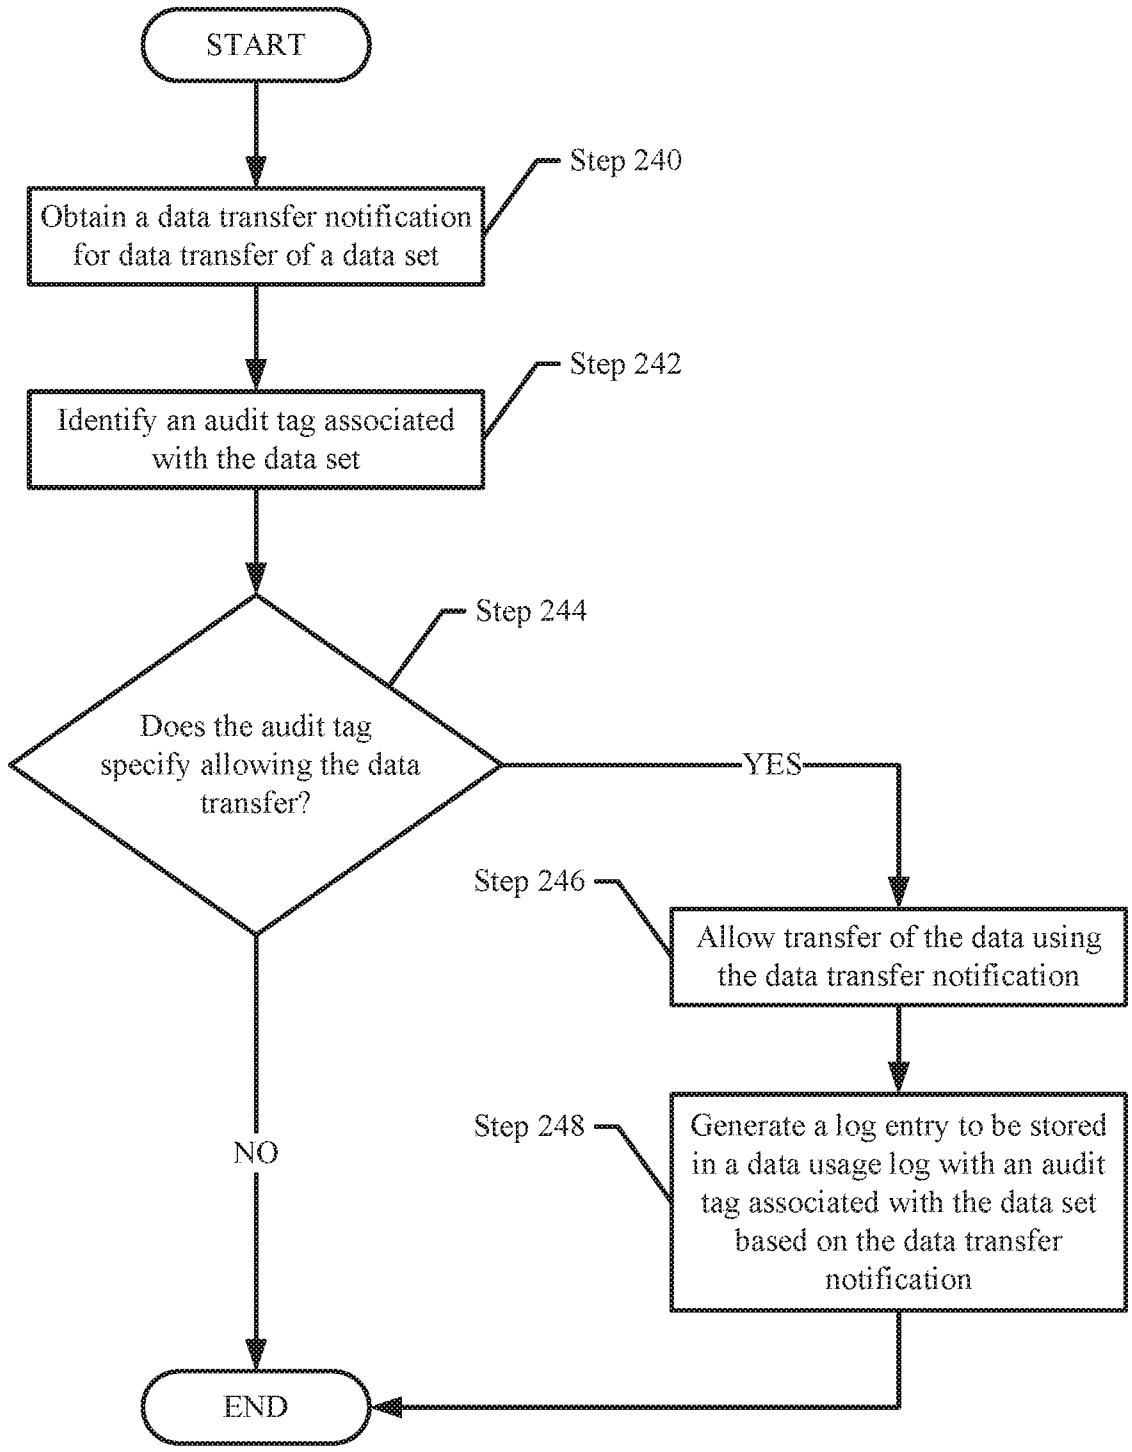 START
Step 240
Obtain a data transfer notification
for data transfer of a data set
Step 242
Identify an audit tag associated
with the data set
Step 244
Does the audit tag
specify allowing the data
transfer?
YES
Step 246
Allow transfer of the data using
the data transfer notification
Step 248
Generate a log entry to be stored
in a data usage log with an audit
tag associated with the data set
based on the data transfer
notification
NO
END